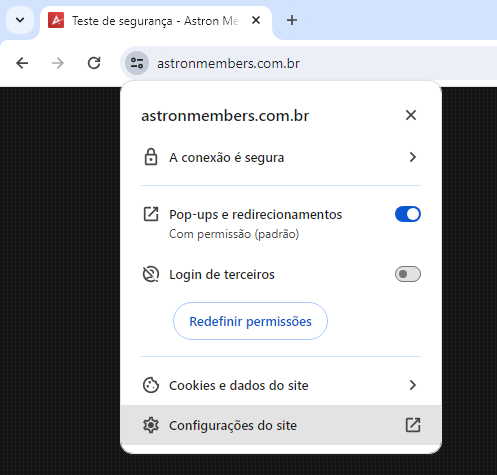 Teste de segurança - Astron Me
astronmembers.com.br
astronmembers.com.br
A conexão é segura
Pop-ups e redirecionamentos
Com permissão (padrão)
Login de terceiros
Redefinir permissões
Cookies e dados do site
Configurações do site